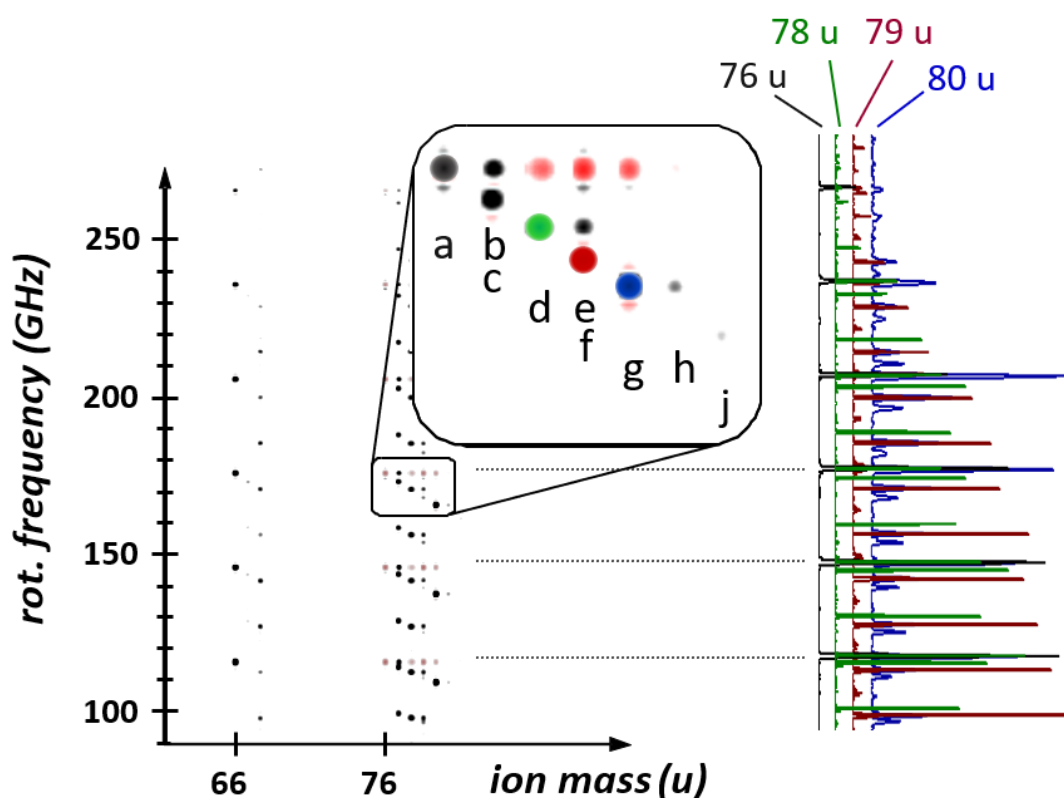 78 u 79 u
76 u 80 u
250
200
150
100
rot. frequency (GHz)
a b
c
d e
f
g h
j
66 76 ion mass (u)